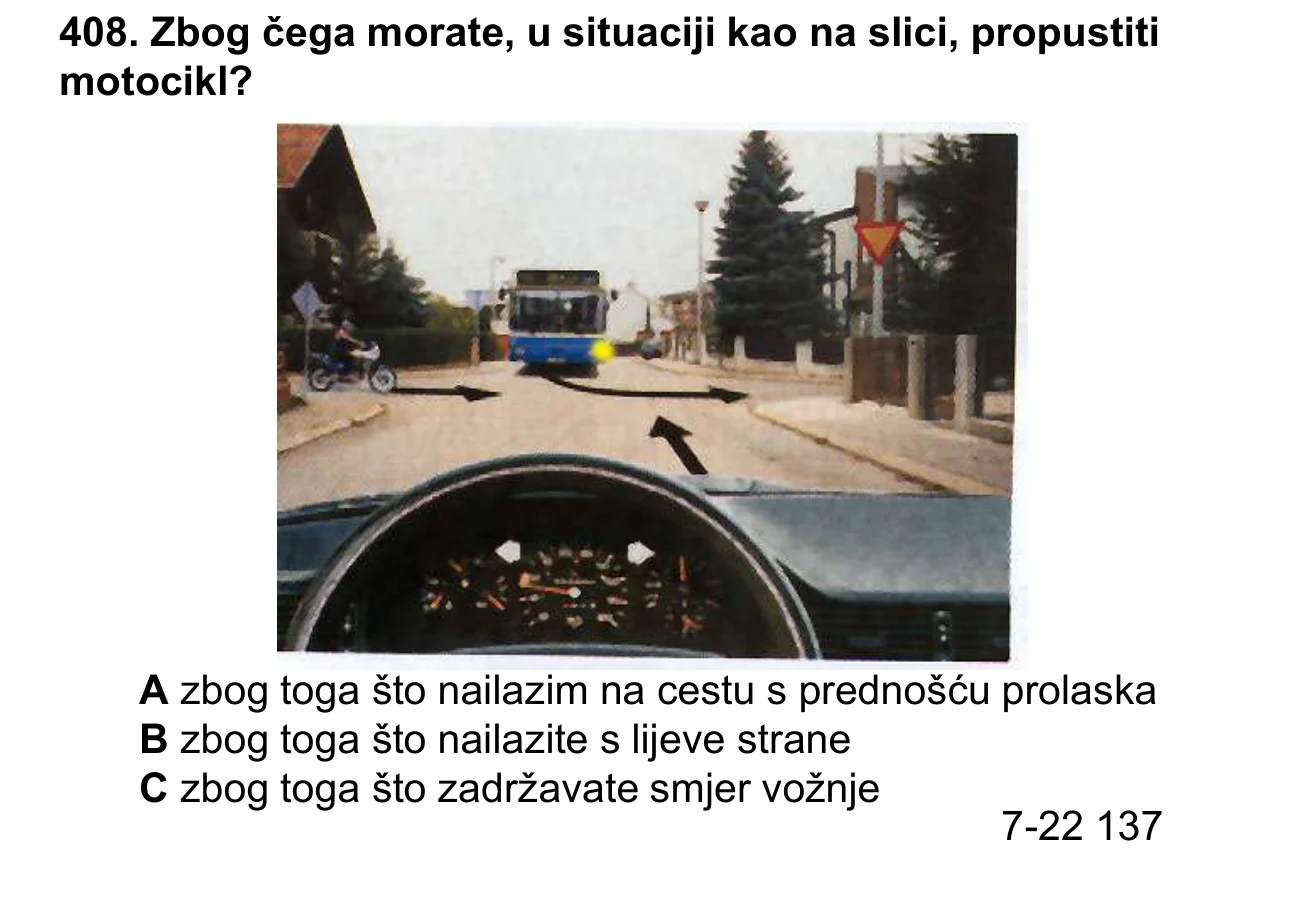 408. Zbog čega morate, u situaciji kao na slici, propustiti
motocikl?
A zbog toga što nailazim na cestu s prednošću prolaska
B zbog toga što nailazite s lijeve strane
C zbog toga što zadržavate smjer vožnje
7-22 137